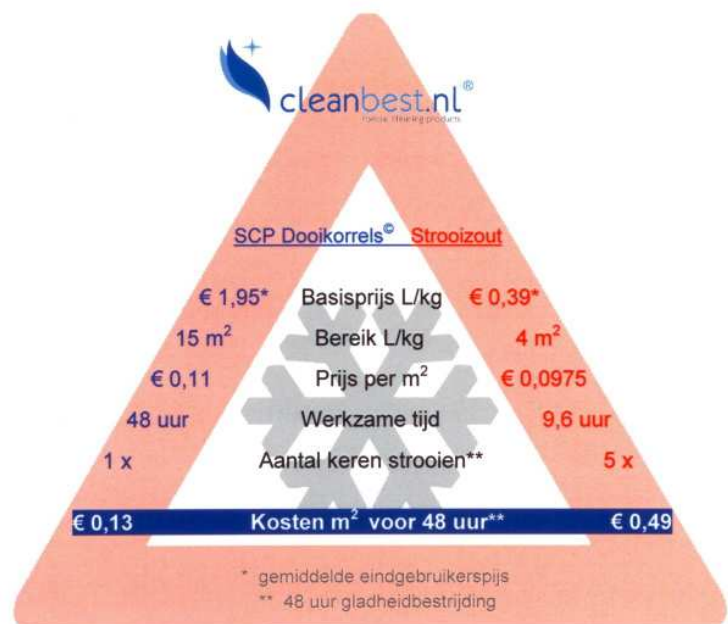 cleanbest.nl®
SCP Dooikorrels© Strooizout
€ 1,95* Basisprijs L/kg € 0,39*
15 m² Bereik L/kg 4 m²
€ 0,11 Prijs per m² € 0,0975
48 uur Werkzame tijd 9,6 uur
1 x Aantal keren strooien** 5 x
€ 0,13 Kosten m² voor 48 uur** € 0,49
* gemiddelde eindgebruikerspijs
** 48 uur gladheidbestrijding